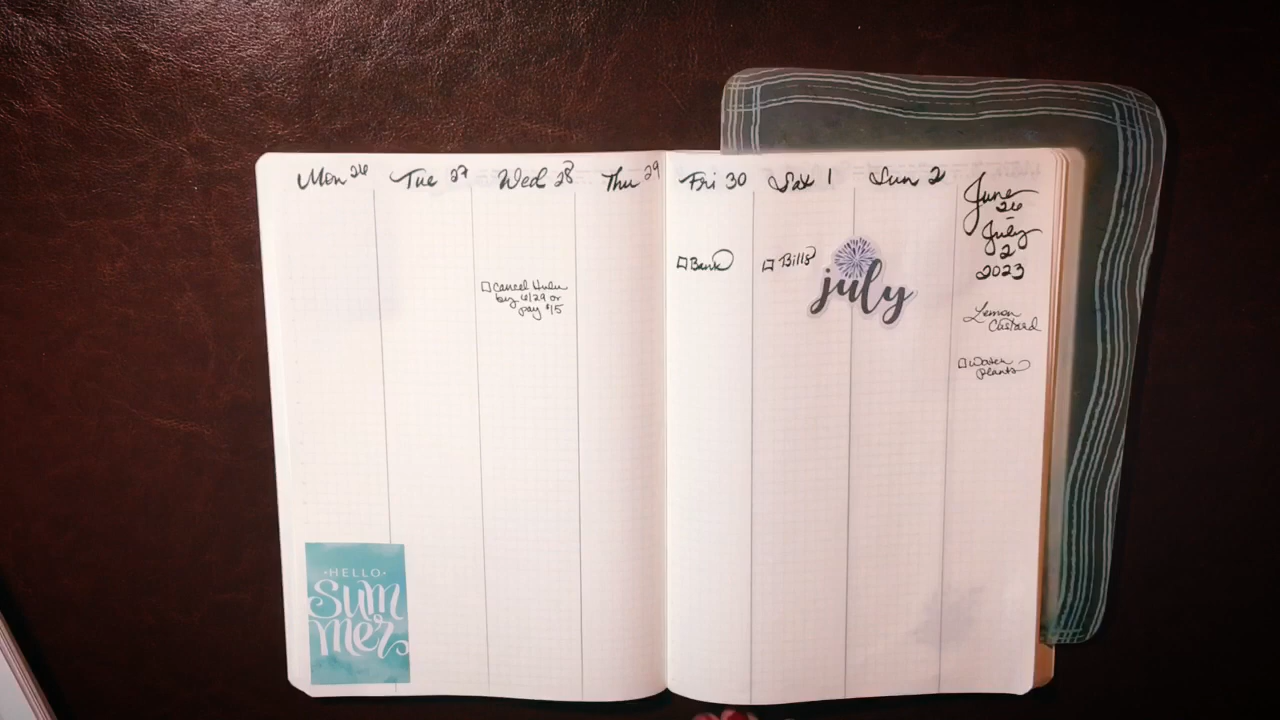 Mon 26
Tue 27
Wed 28
Thu 29
Fri 30
Sat 1
Sun 2
June
26
-
July
2
2023
☐ Cancel Hulu
by 6/29 or
pay $15
☐ Bank
☐ Bills
july
Lemon
Custard
☐ Water
plants
·HELLO·
Sum
mer